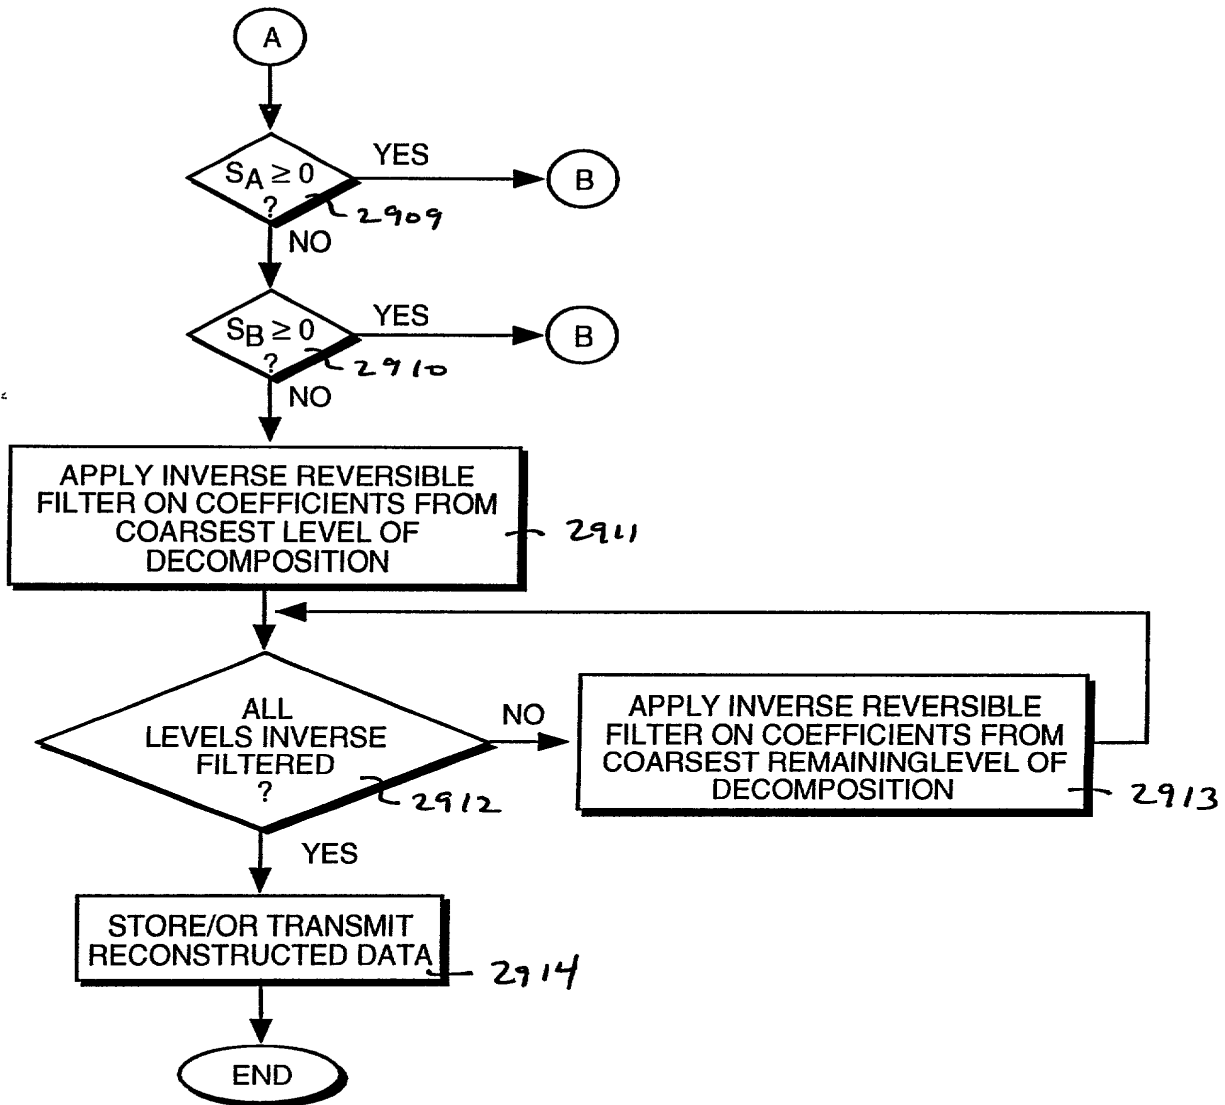 A
S_A ≥ 0
?
YES
B
2909
NO
S_B ≥ 0
?
YES
B
2910
NO
APPLY INVERSE REVERSIBLE
FILTER ON COEFFICIENTS FROM
COARSEST LEVEL OF
DECOMPOSITION
2911
ALL
LEVELS INVERSE
FILTERED
?
2912
NO
APPLY INVERSE REVERSIBLE
FILTER ON COEFFICIENTS FROM
COARSEST REMAININGLEVEL OF
DECOMPOSITION
2913
YES
STORE/OR TRANSMIT
RECONSTRUCTED DATA
2914
END